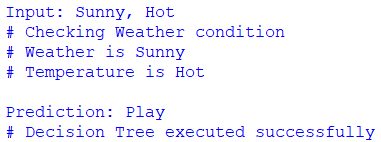 Input: Sunny, Hot
# Checking Weather condition
# Weather is Sunny
# Temperature is Hot
Prediction: Play
# Decision Tree executed successfully